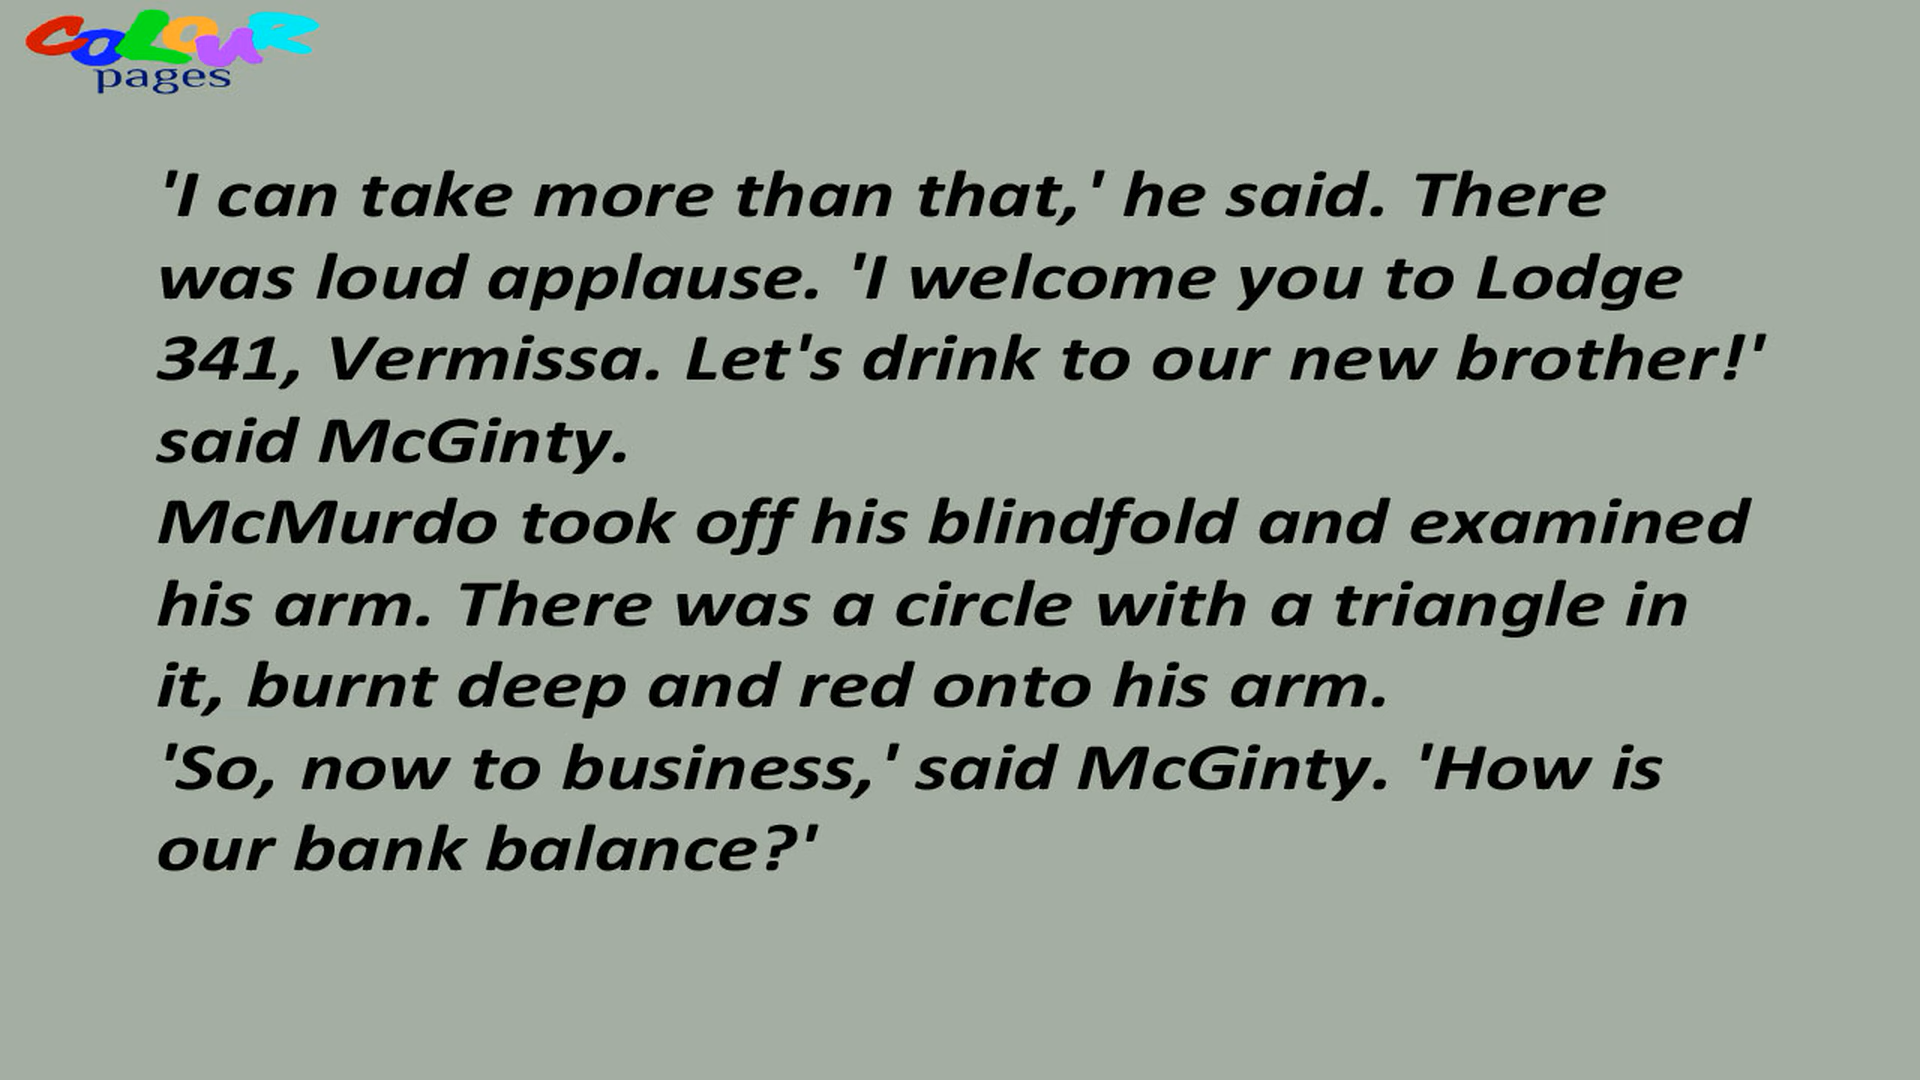 COLOUR
pages
'I can take more than that,' he said. There
was loud applause. 'I welcome you to Lodge
341, Vermissa. Let's drink to our new brother!'
said McGinty.
McMurdo took off his blindfold and examined
his arm. There was a circle with a triangle in
it, burnt deep and red onto his arm.
'So, now to business,' said McGinty. 'How is
our bank balance?'